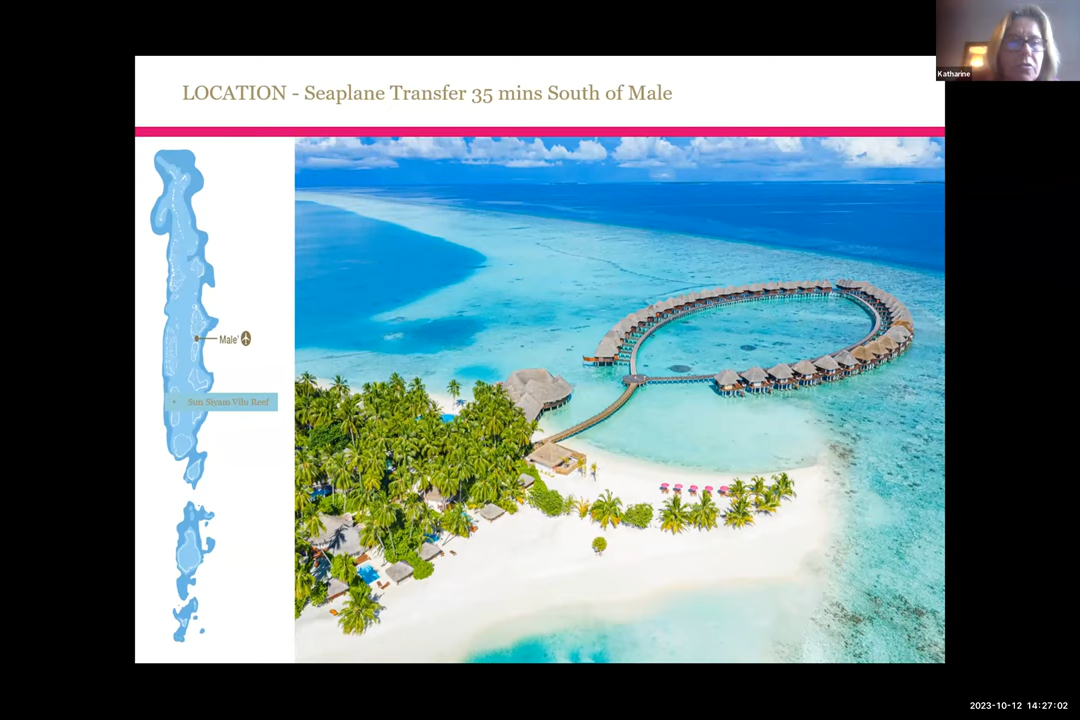 Katharine
LOCATION - Seaplane Transfer 35 mins South of Male
Male'
Sun Siyam Vilu Reef
2023-10-12 14:27:02